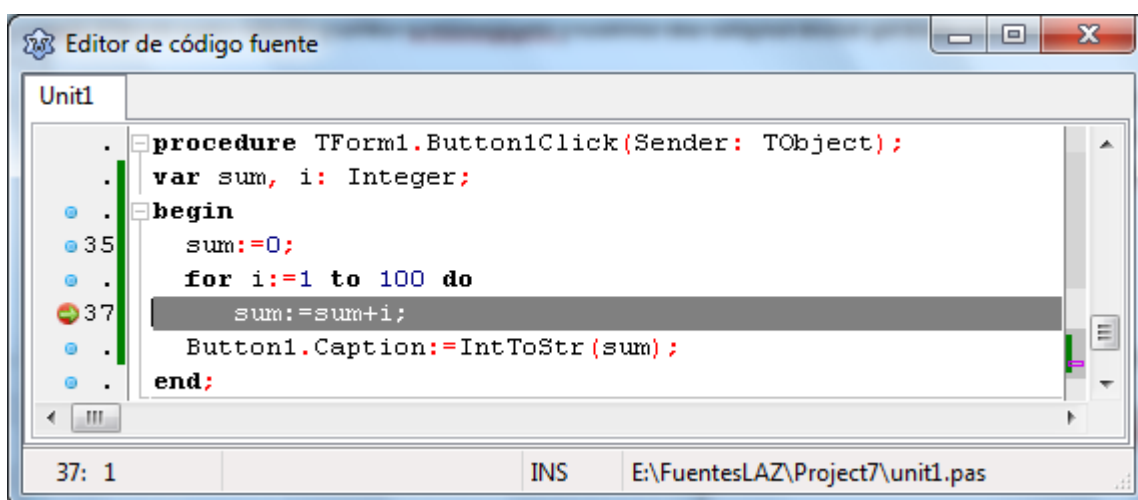 Editor de código fuente
Unit1
. procedure TForm1.Button1Click(Sender: TObject);
. var sum, i: Integer;
. begin
35 sum:=0;
. for i:=1 to 100 do
37 sum:=sum+i;
. Button1.Caption:=IntToStr(sum);
. end;
37: 1 INS E:\FuentesLAZ\Project7\unit1.pas